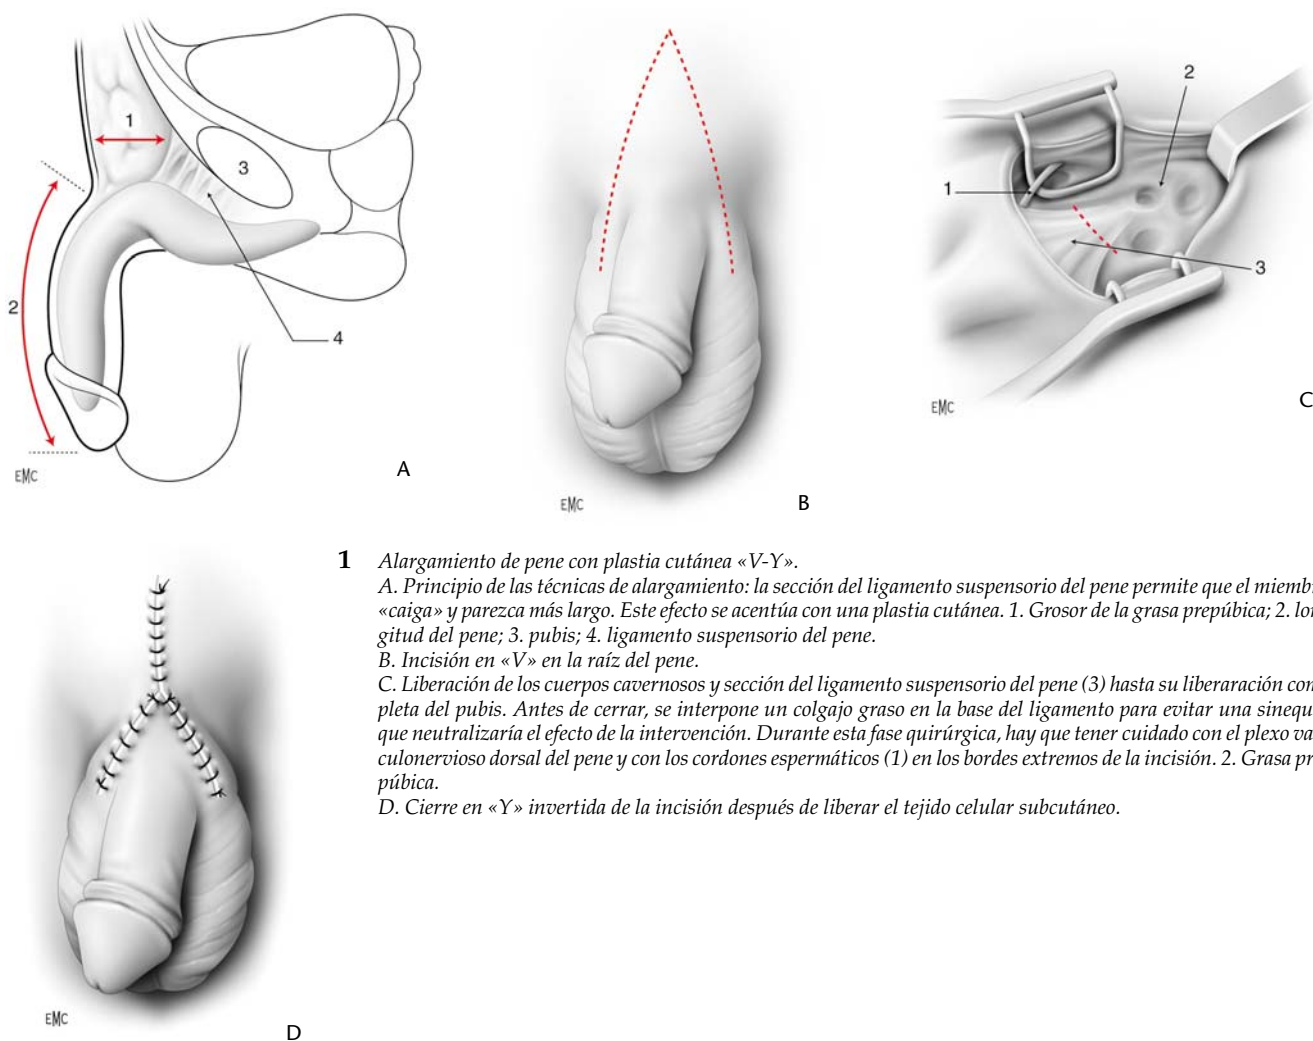 1
2
3
4
EMC
A
EMC
B
1
2
3
EMC
C
1 Alargamiento de pene con plastia cutánea «V-Y».
A. Principio de las técnicas de alargamiento: la sección del ligamento suspensorio del pene permite que el miemb
«caiga» y parezca más largo. Este efecto se acentúa con una plastia cutánea. 1. Grosor de la grasa prepúbica; 2. lon
gitud del pene; 3. pubis; 4. ligamento suspensorio del pene.
B. Incisión en «V» en la raíz del pene.
C. Liberación de los cuerpos cavernosos y sección del ligamento suspensorio del pene (3) hasta su liberaración com
pleta del pubis. Antes de cerrar, se interpone un colgajo graso en la base del ligamento para evitar una sinequ
que neutralizaría el efecto de la intervención. Durante esta fase quirúrgica, hay que tener cuidado con el plexo va
culonervioso dorsal del pene y con los cordones espermáticos (1) en los bordes extremos de la incisión. 2. Grasa pr
púbica.
D. Cierre en «Y» invertida de la incisión después de liberar el tejido celular subcutáneo.
EMC
D